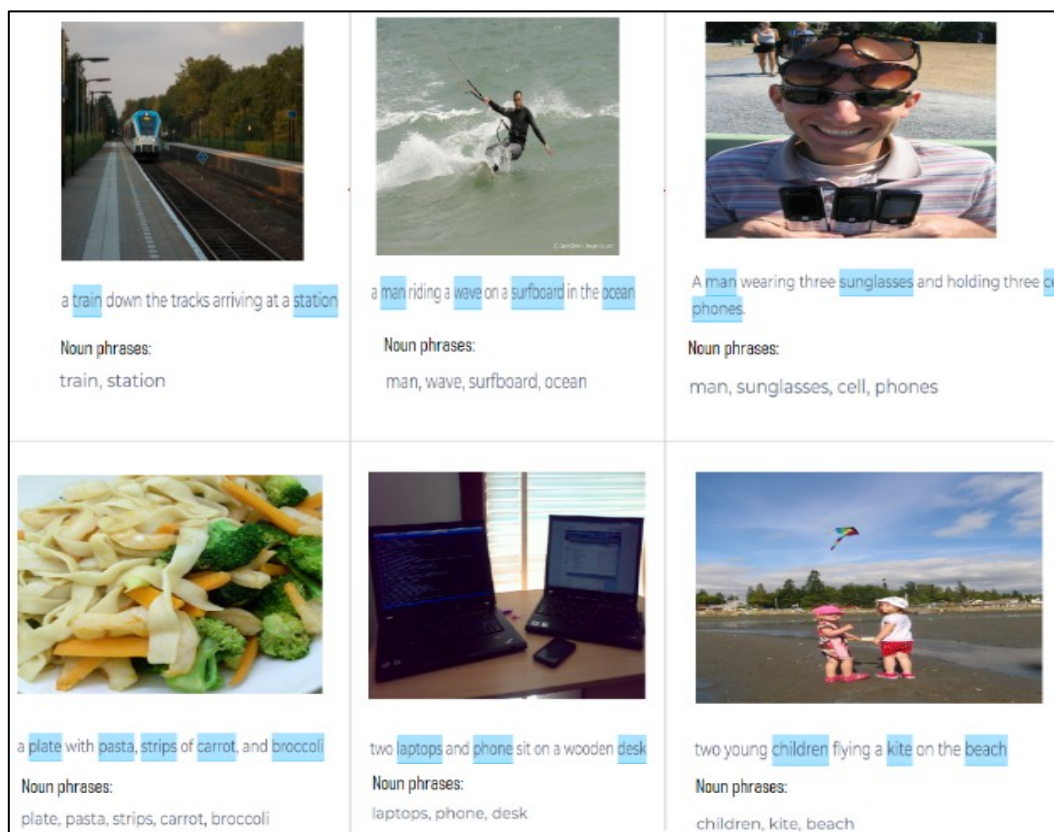 a train down the tracks arriving at a station
Noun phrases:
train, station
a man riding a wave on a surfboard in the ocean
Noun phrases:
man, wave, surfboard, ocean
A man wearing three sunglasses and holding three ce
phones.
Noun phrases:
man, sunglasses, cell, phones
a plate with pasta, strips of carrot, and broccoli
Noun phrases:
plate, pasta, strips, carrot, broccoli
two laptops and phone sit on a wooden desk
Noun phrases:
laptops, phone, desk
two young children flying a kite on the beach
Noun phrases:
children, kite, beach